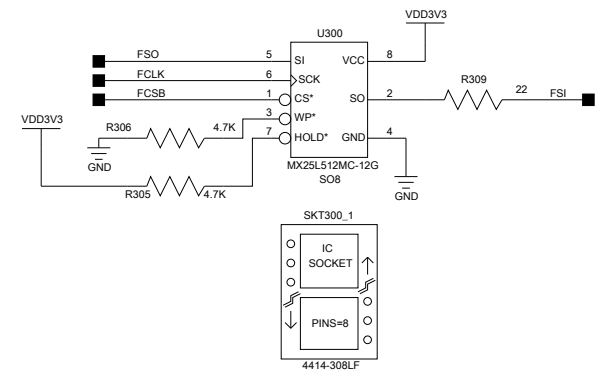 VDD3V3
U300
FSO 5 SI VCC 8
FCLK 6 SCK
R309
FCSB 1 CS* SO 2 22 FSI
VDD3V3
3 WP*
R306 4.7K
7 HOLD* GND 4
GND
MX25L512MC-12G
SO8
R305 4.7K
GND
SKT300_1
IC
SOCKET
PINS=8
4414-308LF